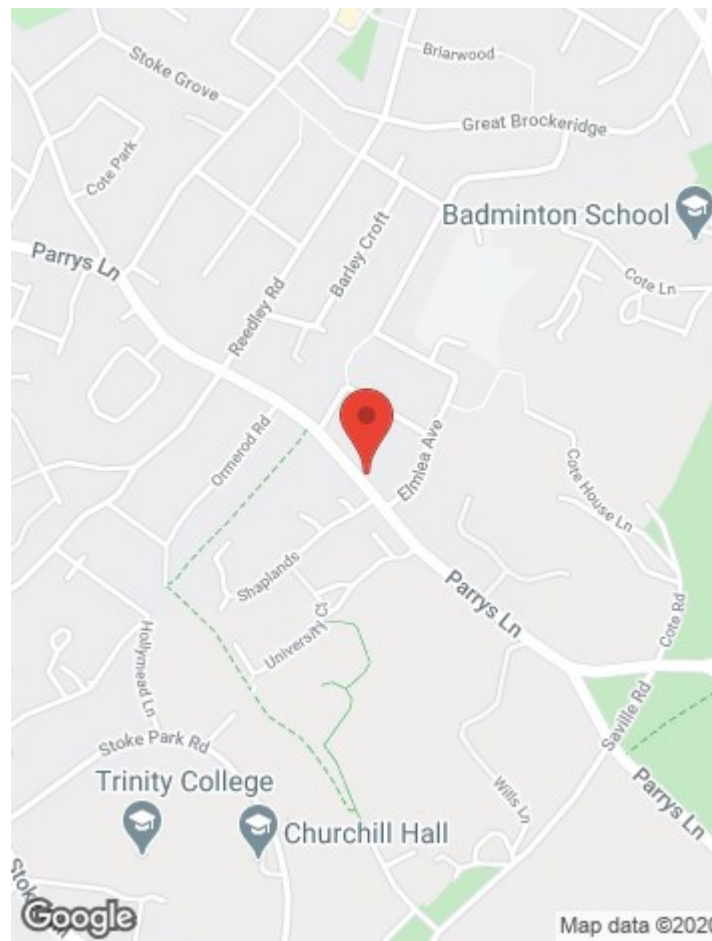 Briarwood
Stoke Grove
Great Brockeridge
Cote Park
Badminton School
Barley Croft
Parrys Ln
Cote Ln
Reedley Rd
Ormerod Rd
Elmlea Ave
Cote House Ln
Shaplands
Parrys Ln
University Cl
Cote Rd
Hollymead Ln
Saville Rd
Stoke Park Rd
Trinity College
Wills Ln
Parrys Ln
Churchill Hall
Google
Map data ©2020